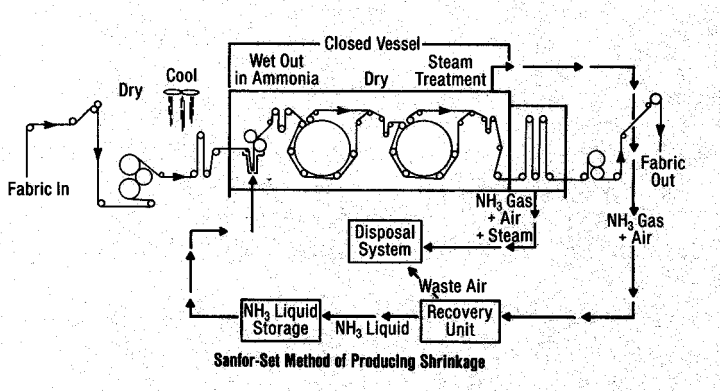 Closed Vessel
Wet Out
in Ammonia
Dry
Steam
Treatment
Dry
Cool
Fabric In
Fabric
Out
NH₃ Gas
+ Air
+ Steam
NH₃ Gas
+ Air
Disposal
System
Waste Air
NH₃ Liquid
Storage
NH₃ Liquid
Recovery
Unit
Sanfor-Set Method of Producing Shrinkage